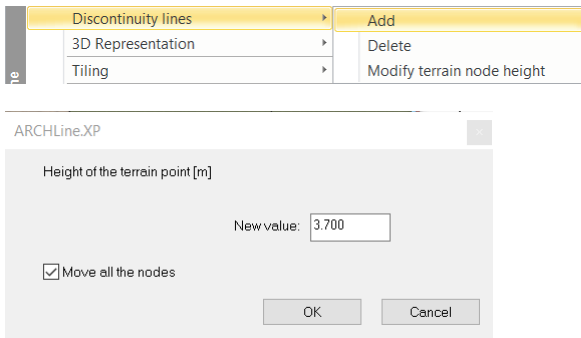 Discontinuity lines
Add
3D Representation
Delete
Tiling
Modify terrain node height
ne
ARCHLine.XP
Height of the terrain point [m]
New value: 3.700
Move all the nodes
OK Cancel